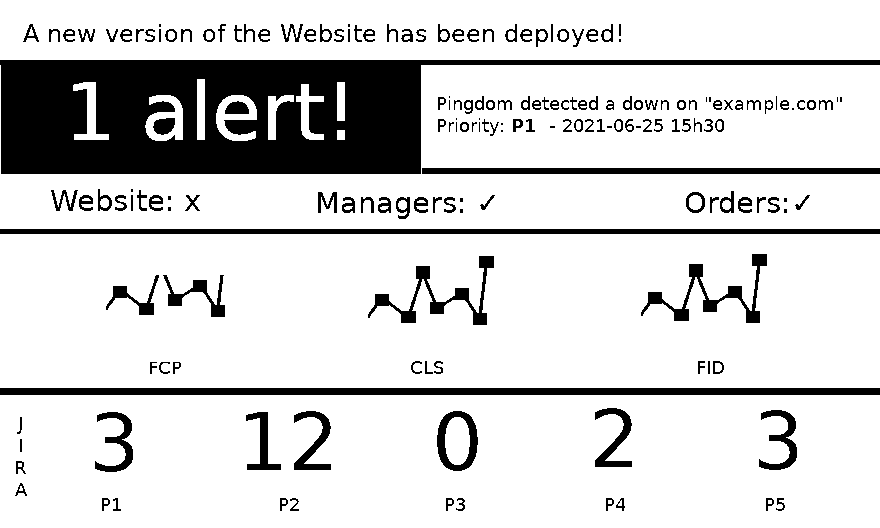 A new version of the Website has been deployed!
1 alert!
Pingdom detected a down on "example.com"
Priority: P1 - 2021-06-25 15h30
Website: x
Managers: ✓
Orders:✓
FCP
CLS
FID
JIRA
3
12
0
2
3
P1
P2
P3
P4
P5